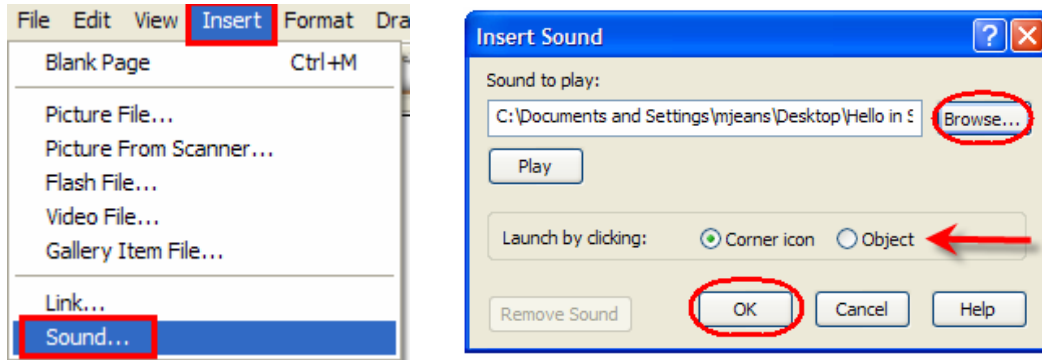 File Edit View Insert Format Dra
Blank Page Ctrl+M
Picture File...
Picture From Scanner...
Flash File...
Video File...
Gallery Item File...
Link...
Sound...
Insert Sound
Sound to play:
C:\Documents and Settings\mjeans\Desktop\Hello in S
Browse...
Play
Launch by clicking: Corner icon Object
Remove Sound OK Cancel Help